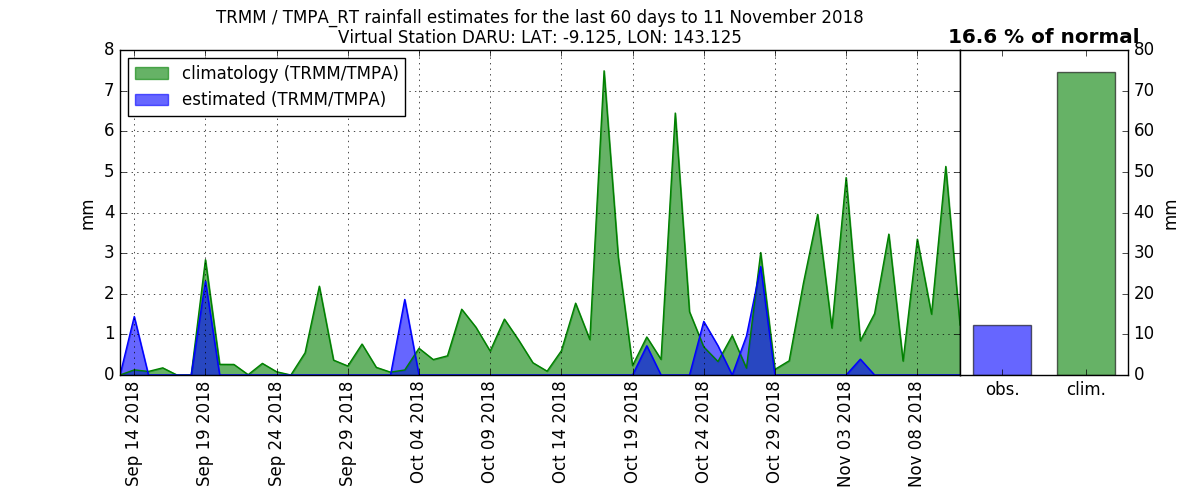 TRMM / TMPA_RT rainfall estimates for the last 60 days to 11 November 2018
Virtual Station DARU: LAT: -9.125, LON: 143.125
16.6 % of normal
climatology (TRMM/TMPA)
estimated (TRMM/TMPA)
mm
8
7
6
5
4
3
2
1
0
Sep 14 2018
Sep 19 2018
Sep 24 2018
Sep 29 2018
Oct 04 2018
Oct 09 2018
Oct 14 2018
Oct 19 2018
Oct 24 2018
Oct 29 2018
Nov 03 2018
Nov 08 2018
obs.
clim.
80
70
60
50
40
30
20
10
0
mm